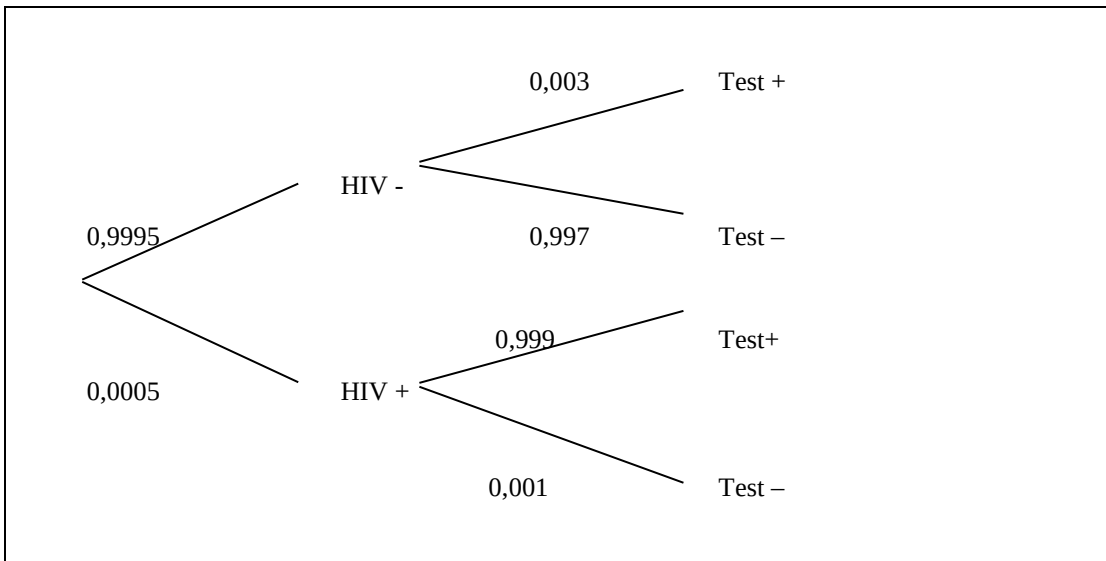 0,003 Test +
HIV -
0,9995 0,997 Test –
0,999 Test+
0,0005 HIV +
0,001 Test –